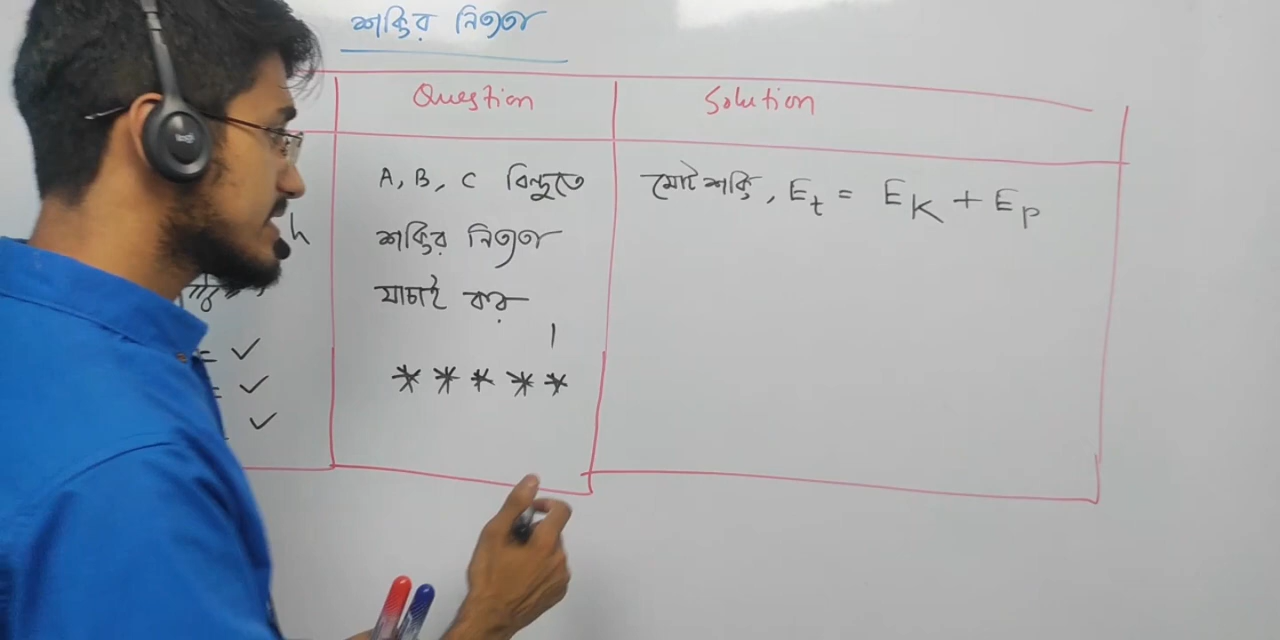 শক্তির নিত্যতা
Question
Solution
A, B, C বিন্দুতে
শক্তির নিত্যতা
যাচাই কর।
*****
মোট শক্তি, Et = EK + EP
h
= ✓
= ✓
✓